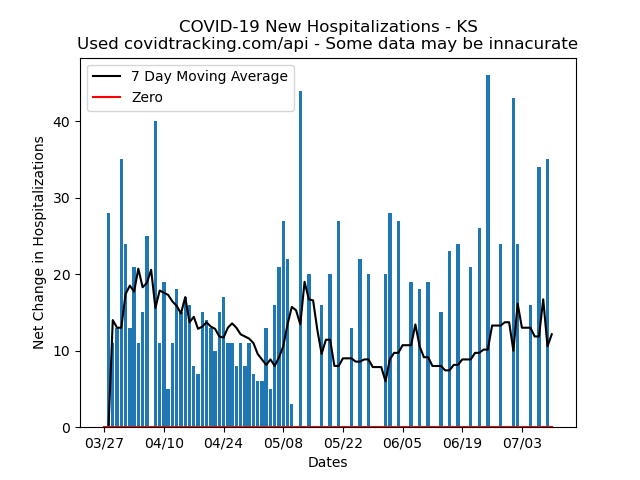 COVID-19 New Hospitalizations - KS
Used covidtracking.com/api - Some data may be innacurate
7 Day Moving Average
Zero
Net Change in Hospitalizations
40
30
20
10
0
03/27 04/10 04/24 05/08 05/22 06/05 06/19 07/03
Dates